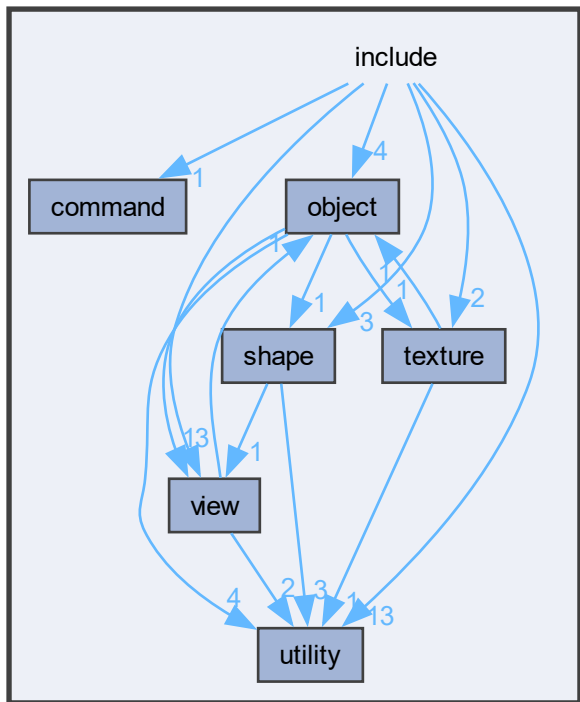 include
1
4
command
object
1
1
1
1
3
2
shape
texture
13
1
view
4
2
3
1
13
utility